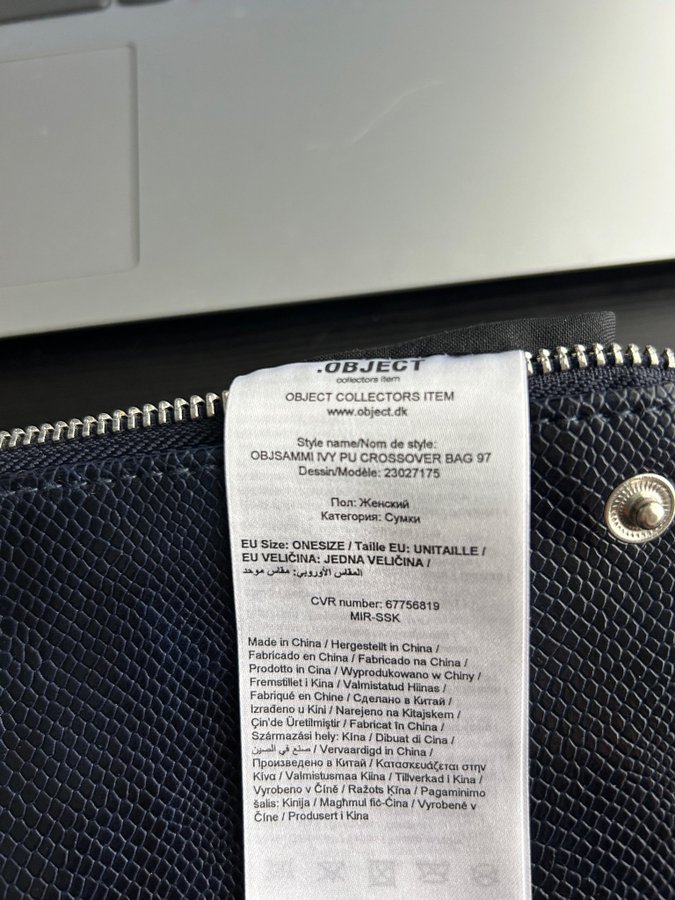 .OBJECT
collectors item
OBJECT COLLECTORS ITEM
www.object.dk
Style name/Nom de style:
OBJSAMMI IVY PU CROSSOVER BAG 97
Dessin/Modèle: 23027175
Пол: Женский
Категория: Сумки
EU Size: ONESIZE / Taille EU: UNITAILLE /
EU VELIČINA: JEDNA VELIČINA /
المقاس الأوروبي: مقاس موحد
CVR number: 67756819
MIR-SSK
Made in China / Hergestellt in China /
Fabricado en China / Fabricado na China /
Prodotto in Cina / Wyprodukowano w Chiny /
Fremstillet i Kina / Valmistatud Hiinas /
Fabriqué en Chine / Сделано в Китай /
Izrađeno u Kini / Narejeno na Kitajskem /
Çin'de Üretilmiştir / Fabricat în China /
Származási hely: Kína / Dibuat di Cina /
صنع في الصين / Vervaardigd in China /
Произведено в Китай / Κατασκευάζεται στην
Κίνα / Valmistusmaa Kiina / Tillverkad i Kina /
Vyrobeno v Číně / Ražots Ķīna / Pagaminimo
šalis: Kinija / Magħmul fiċ-Ċina / Vyrobené v
Číne / Produsert i Kina